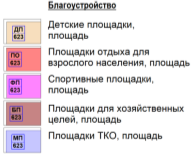 Благоустройство
ДП
623
Детские площадки,
площадь
ПО
623
Площадки отдыха для
взрослого населения, площадь
ФП
623
Спортивные площадки,
площадь
БП
623
Площадки для хозяйственных
целей, площадь
МП
623
Площадки ТКО, площадь